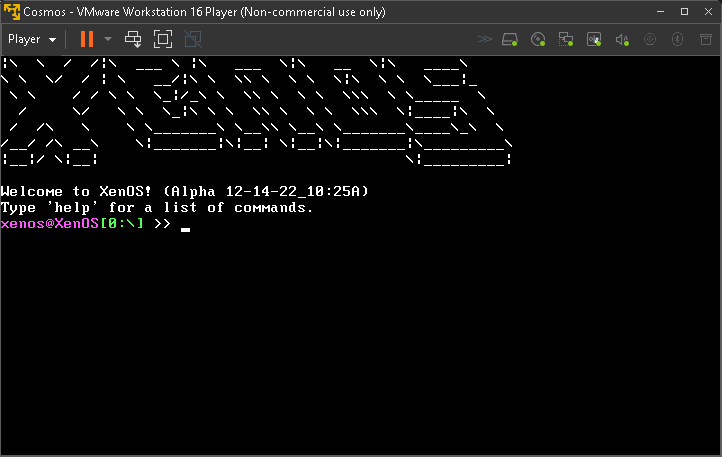 Cosmos - VMware Workstation 16 Player (Non-commercial use only)
Player
Welcome to XenOS! (Alpha 12-14-22_10:25A)
Type 'help' for a list of commands.
xenos@XenOS[0:\] >>